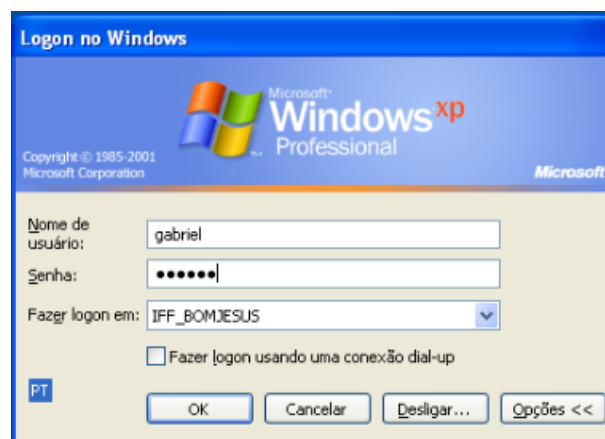 Logon no Windows
Microsoft®
Windows xp
Professional
Copyright © 1985-2001
Microsoft Corporation
Microsoft
Nome de
usuário:
gabriel
Senha:
••••••
Fazer logon em:
IFF_BOMJESUS
Fazer logon usando uma conexão dial-up
PT
OK
Cancelar
Desligar...
Opções <<